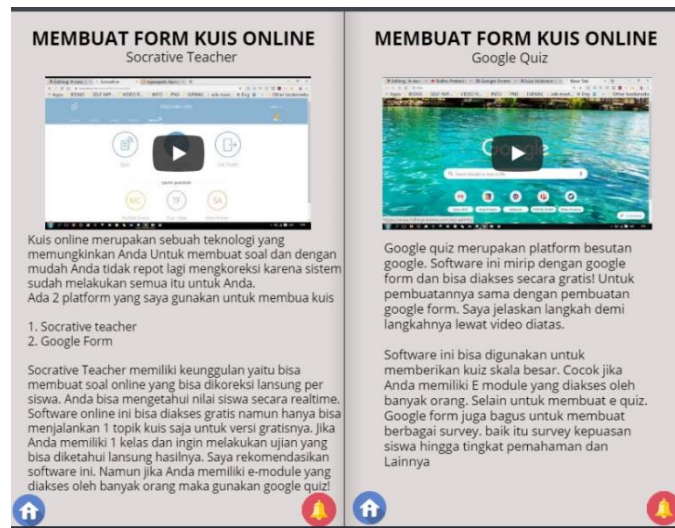 MEMBUAT FORM KUIS ONLINE
Socrative Teacher
MC
TF
SA
Kuis online merupakan sebuah teknologi yang
memungkinkan Anda Untuk membuat soal dan dengan
mudah Anda tidak repot lagi mengkoreksi karena sistem
sudah melakukan semua itu untuk Anda.
Ada 2 platform yang saya gunakan untuk membua kuis
1. Socrative teacher
2. Google Form
Socrative Teacher memiliki keunggulan yaitu bisa
membuat soal online yang bisa dikoreksi lansung per
siswa. Anda bisa mengetahui nilai siswa secara realtime.
Software online ini bisa diakses gratis namun hanya bisa
menjalankan 1 topik kuis saja untuk versi gratisnya. Jika
Anda memiliki 1 kelas dan ingin melakukan ujian yang
bisa diketahui lansung hasilnya. Saya rekomendasikan
software ini. Namun jika Anda memiliki e-module yang
diakses oleh banyak orang maka gunakan google quiz!
MEMBUAT FORM KUIS ONLINE
Google Quiz
Google
Google quiz merupakan platform besutan
google. Software ini mirip dengan google
form dan bisa diakses secara gratis! Untuk
pembuatannya sama dengan pembuatan
google form. Saya jelaskan langkah demi
langkahnya lewat video diatas.
Software ini bisa digunakan untuk
memberikan kuiz skala besar. Cocok jika
Anda memiliki E module yang diakses oleh
banyak orang. Selain untuk membuat e quiz.
Google form juga bagus untuk membuat
berbagai survey. baik itu survey kepuasan
siswa hingga tingkat pemahaman dan
Lainnya